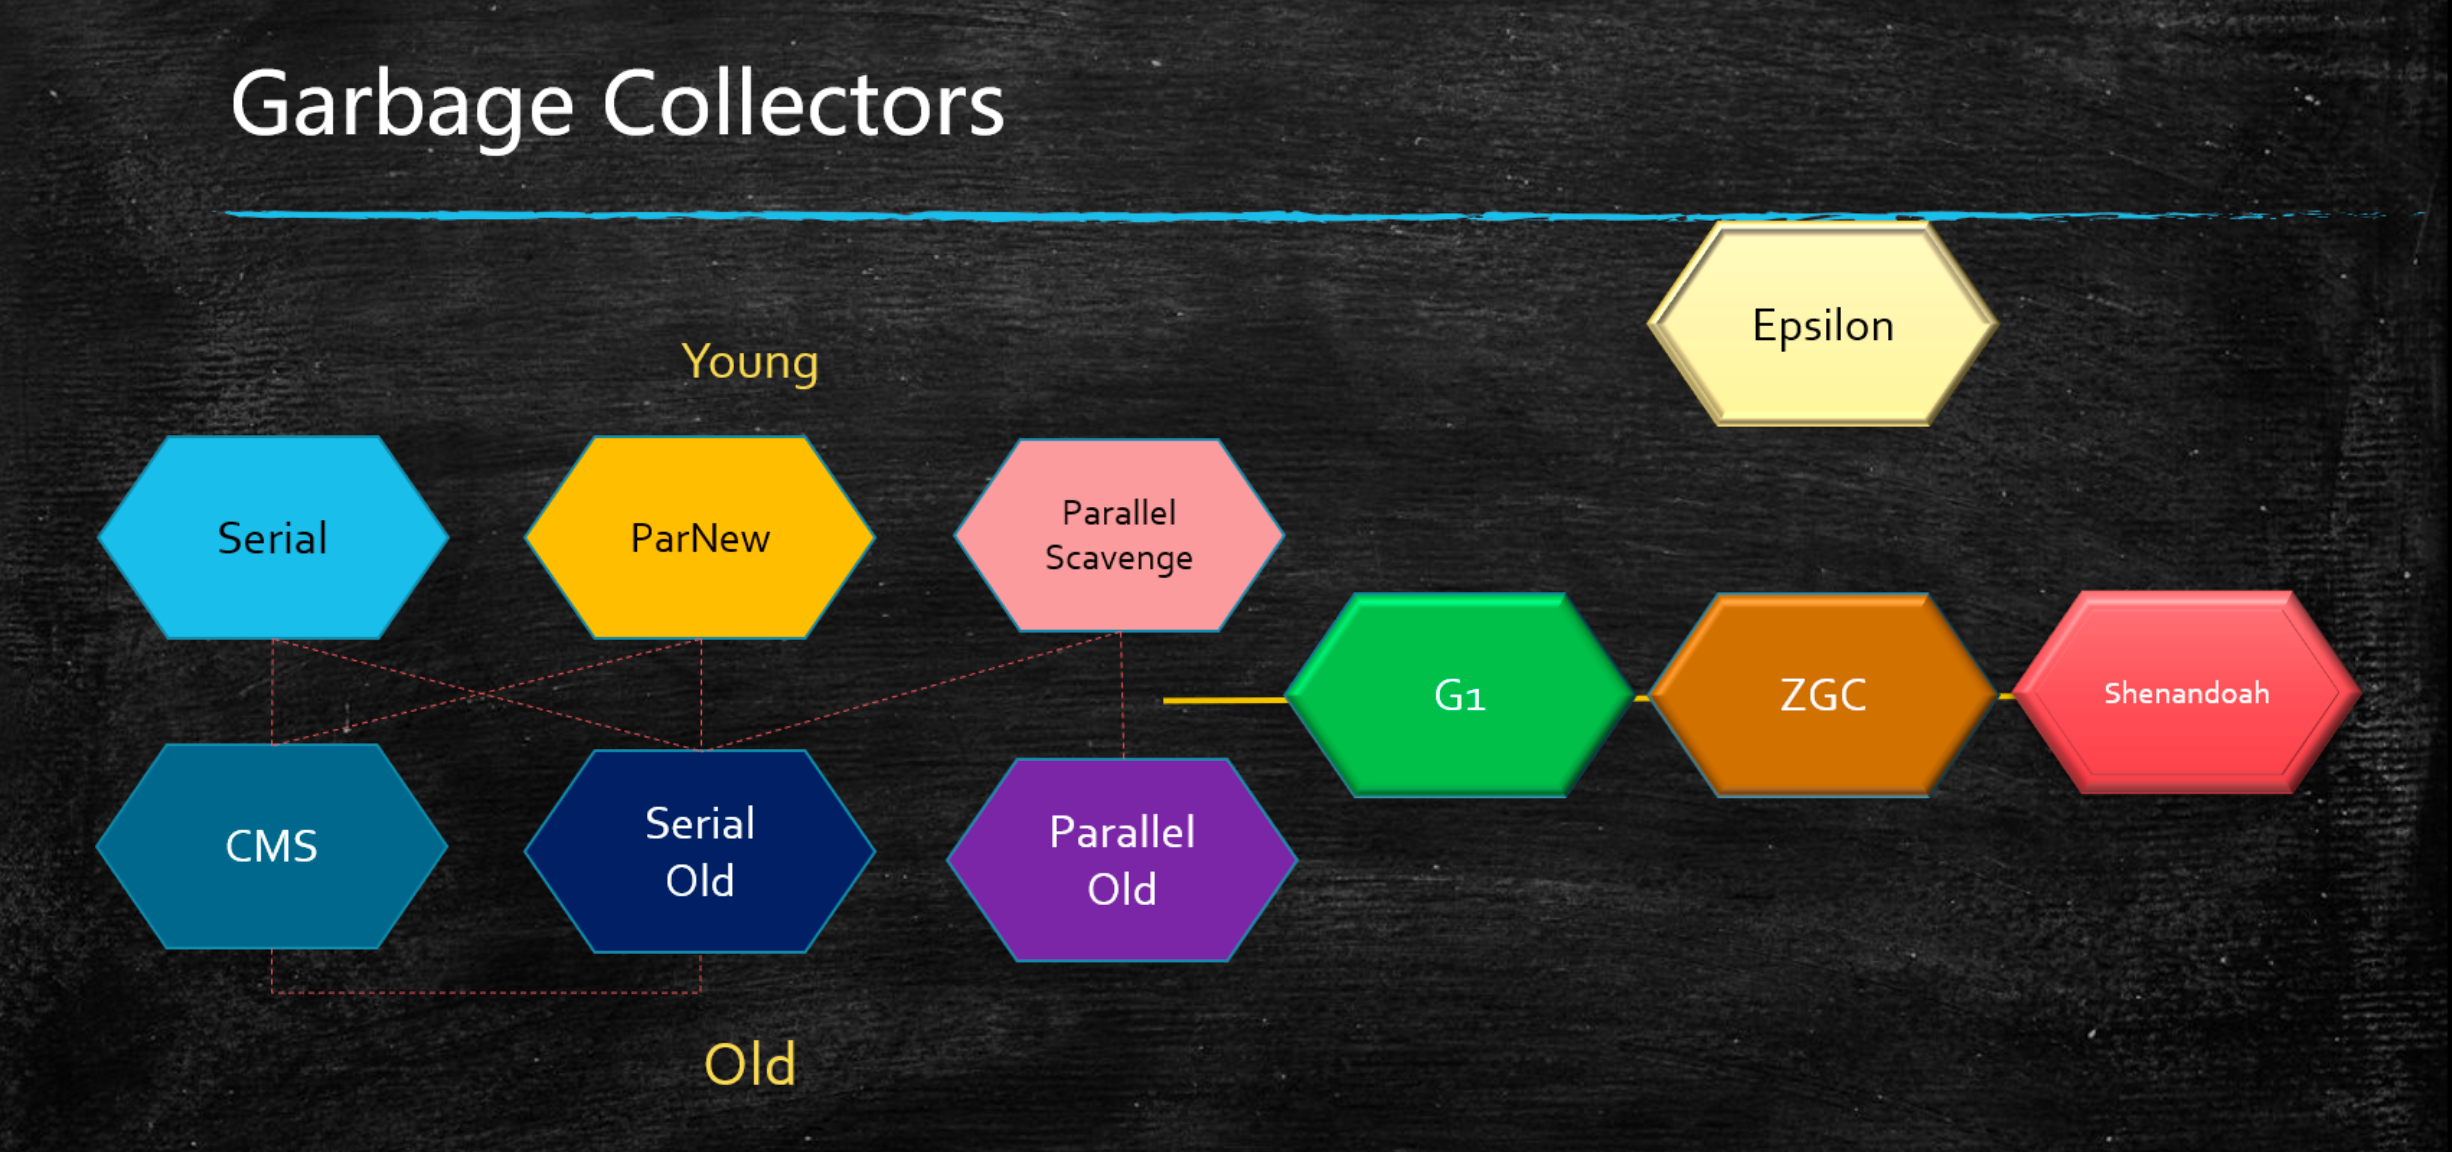 Garbage Collectors
Epsilon
Young
Serial
ParNew
Parallel
Scavenge
G1
ZGC
Shenandoah
CMS
Serial
Old
Parallel
Old
Old